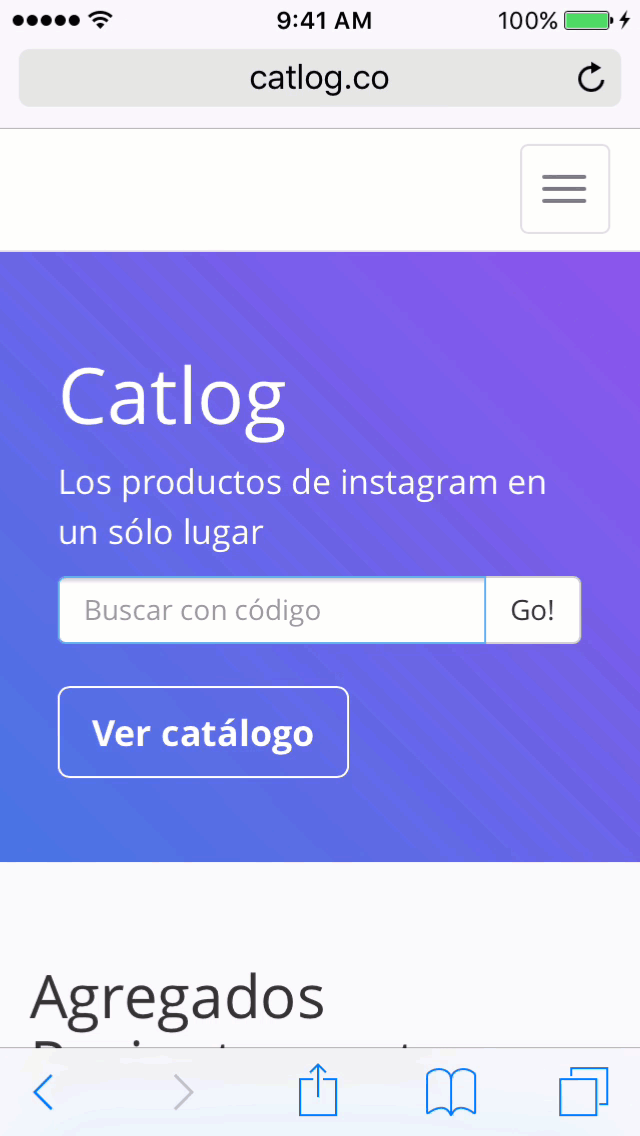 9:41 AM
100%
catlog.co
Catlog
Los productos de instagram en
un sólo lugar
Buscar con código
Go!
Ver catálogo
Agregados